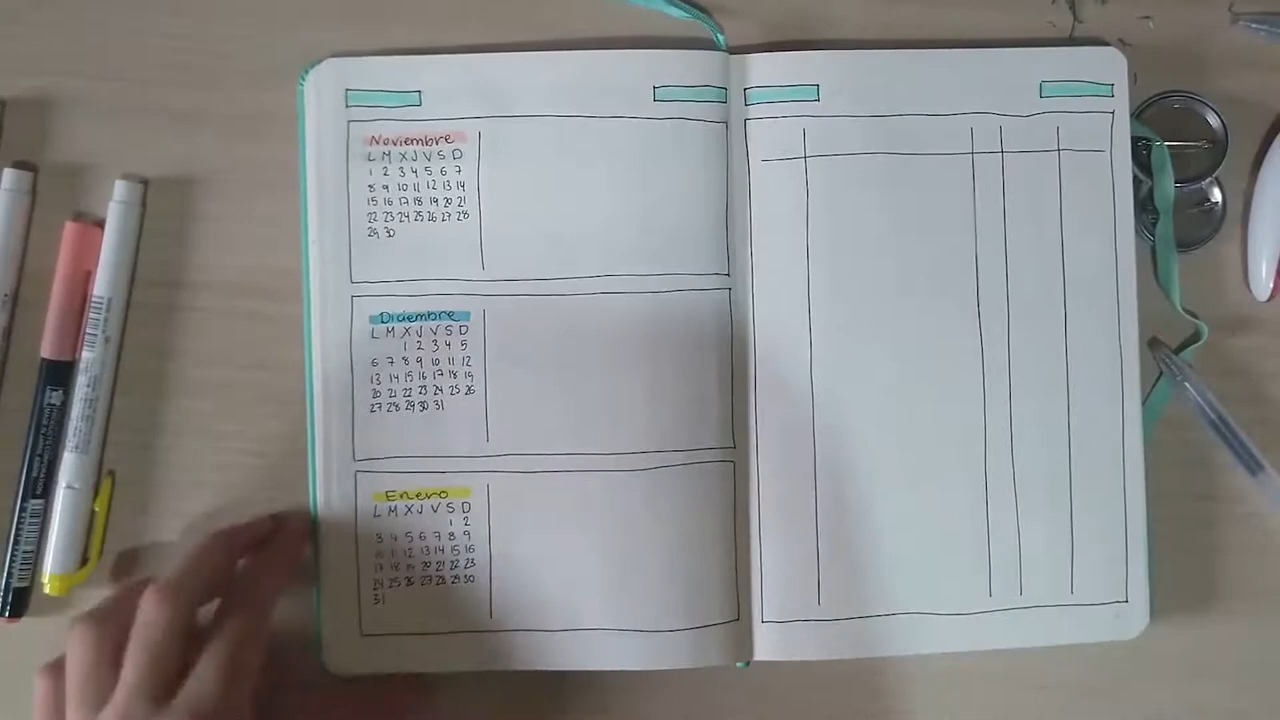 Noviembre
L M X J V S D
1 2 3 4 5 6 7
8 9 10 11 12 13 14
15 16 17 18 19 20 21
22 23 24 25 26 27 28
29 30
Diciembre
L M X J V S D
1 2 3 4 5
6 7 8 9 10 11 12
13 14 15 16 17 18 19
20 21 22 23 24 25 26
27 28 29 30 31
Enero
L M X J V S D
1 2
3 4 5 6 7 8 9
10 11 12 13 14 15 16
17 18 19 20 21 22 23
24 25 26 27 28 29 30
31